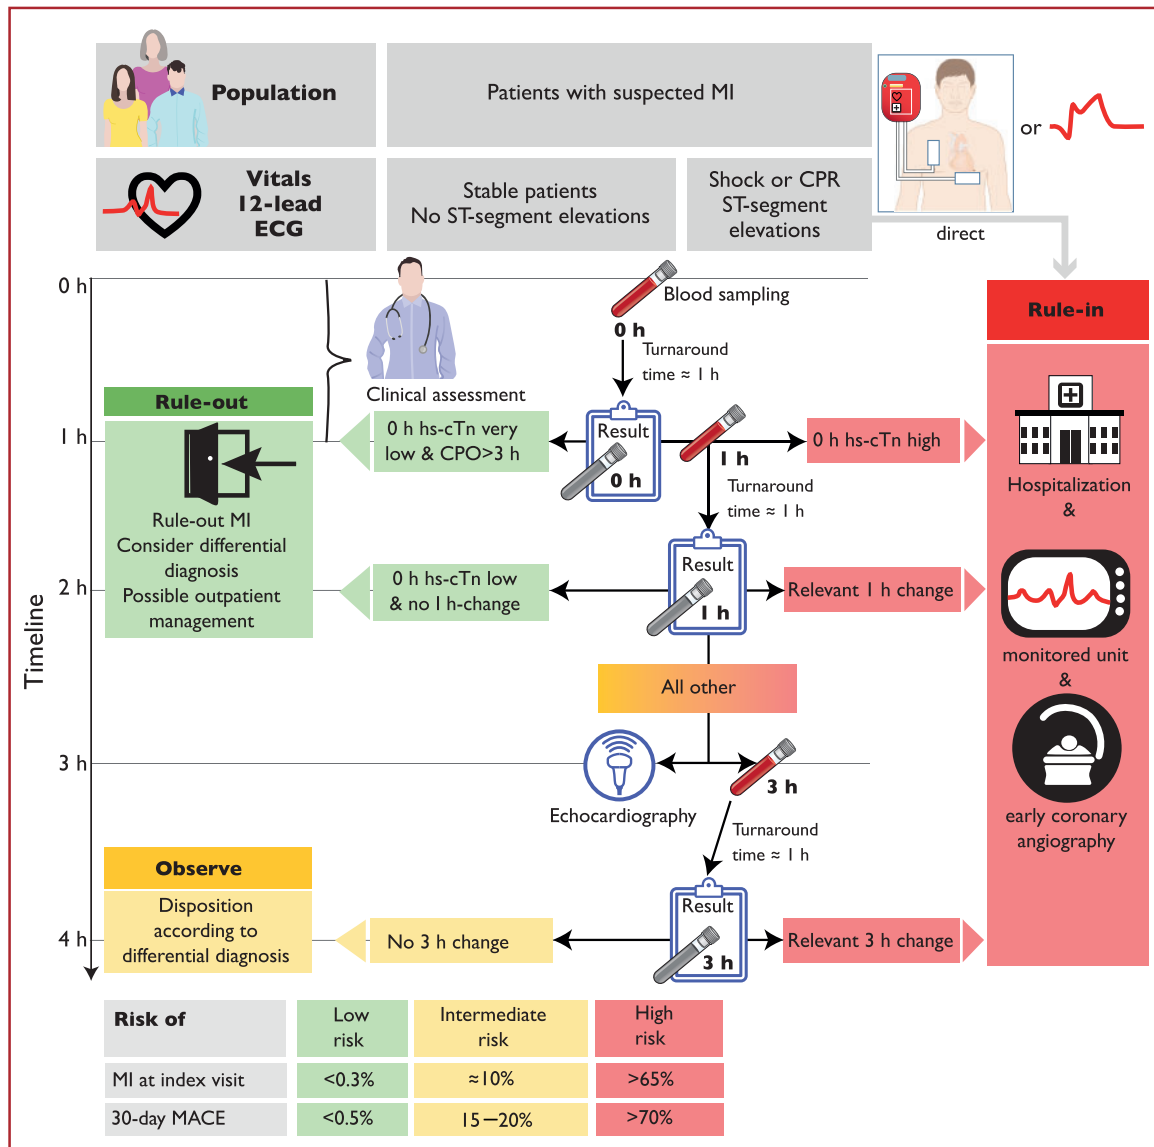 Population
Patients with suspected MI
or
Vitals
12-lead
ECG
Stable patients
No ST-segment elevations
Shock or CPR
ST-segment
elevations
direct
0 h
Blood sampling
0 h
Turnaround
time ≈ 1 h
Clinical assessment
Rule-in
Rule-out
1 h
0 h hs-cTn very
low & CPO>3 h
Result
0 h
1 h
0 h hs-cTn high
Turnaround
time ≈ 1 h
Hospitalization
&
Rule-out MI
Consider differential
diagnosis
Possible outpatient
management
Timeline
2 h
0 h hs-cTn low
& no 1 h-change
Result
1 h
Relevant 1 h change
monitored unit
&
All other
3 h
Echocardiography
3 h
Turnaround
time ≈ 1 h
early coronary
angiography
Observe
Disposition
according to
differential diagnosis
4 h
No 3 h change
Result
3 h
Relevant 3 h change
Risk of
Low
risk
Intermediate
risk
High
risk
MI at index visit
<0.3%
≈10%
>65%
30-day MACE
<0.5%
15—20%
>70%